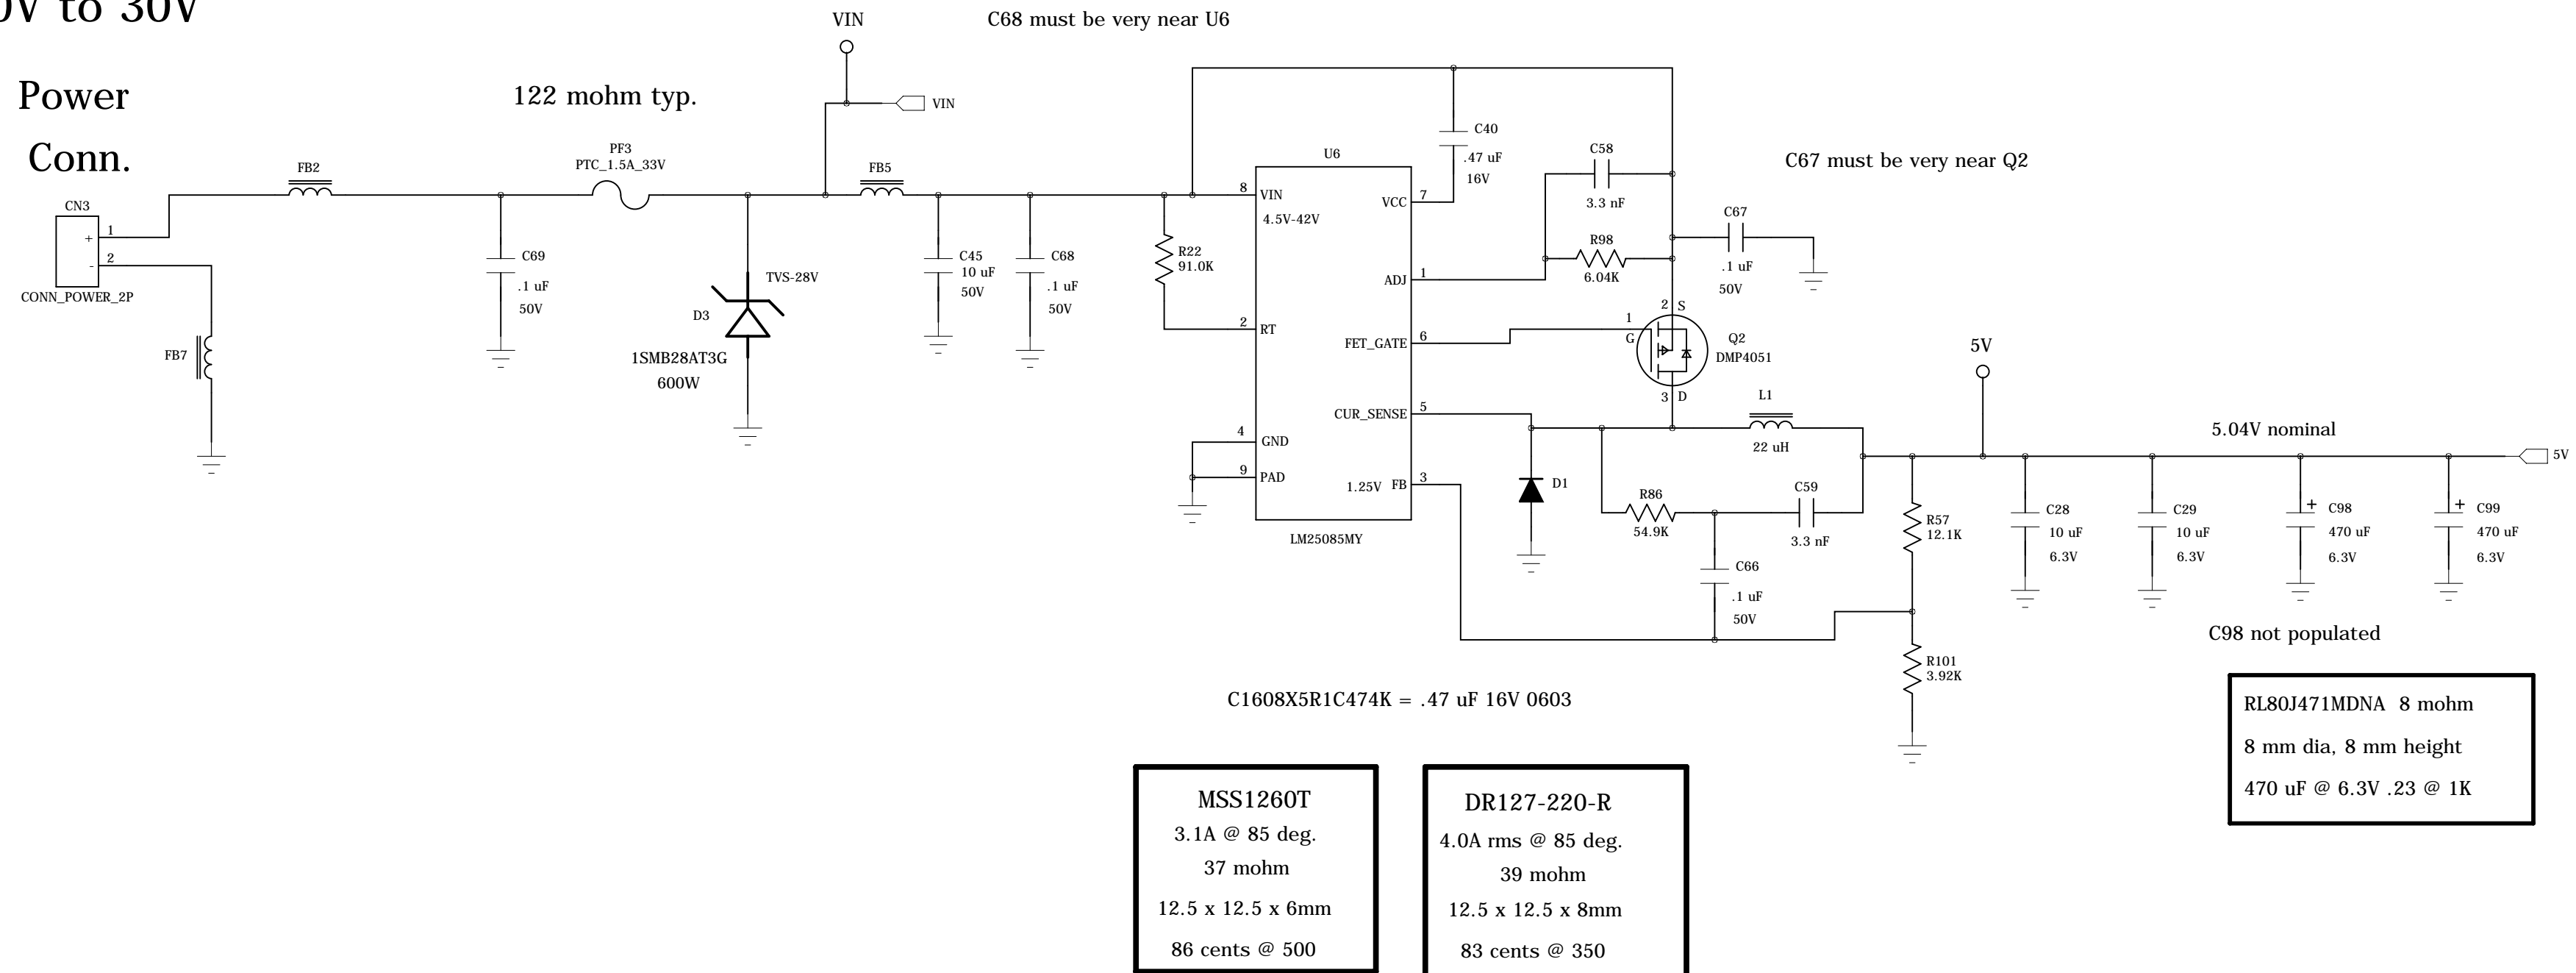 0V to 30V
Power
Conn.
122 mohm typ.
VIN
VIN
C68 must be very near U6
C67 must be very near Q2
CN3
+
1
-
2
CONN_POWER_2P
FB7
FB2
C69
.1 uF
50V
PF3
PTC_1.5A_33V
TVS-28V
D3
1SMB28AT3G
600W
FB5
C45
10 uF
50V
C68
.1 uF
50V
R22
91.0K
U6
8 VIN
4.5V-42V
2 RT
4 GND
9 PAD
VCC 7
ADJ 1
FET_GATE 6
CUR_SENSE 5
1.25V FB 3
LM25085MY
C40
.47 uF
16V
C58
3.3 nF
R98
6.04K
C67
.1 uF
50V
2 S
1
G
Q2
DMP4051
3 D
L1
22 uH
D1
R86
54.9K
C59
3.3 nF
C66
.1 uF
50V
R57
12.1K
R101
3.92K
5V
5.04V nominal
5V
C28
10 uF
6.3V
C29
10 uF
6.3V
+ C98
470 uF
6.3V
+ C99
470 uF
6.3V
C98 not populated
C1608X5R1C474K = .47 uF 16V 0603
MSS1260T
3.1A @ 85 deg.
37 mohm
12.5 x 12.5 x 6mm
86 cents @ 500
DR127-220-R
4.0A rms @ 85 deg.
39 mohm
12.5 x 12.5 x 8mm
83 cents @ 350
RL80J471MDNA 8 mohm
8 mm dia, 8 mm height
470 uF @ 6.3V .23 @ 1K